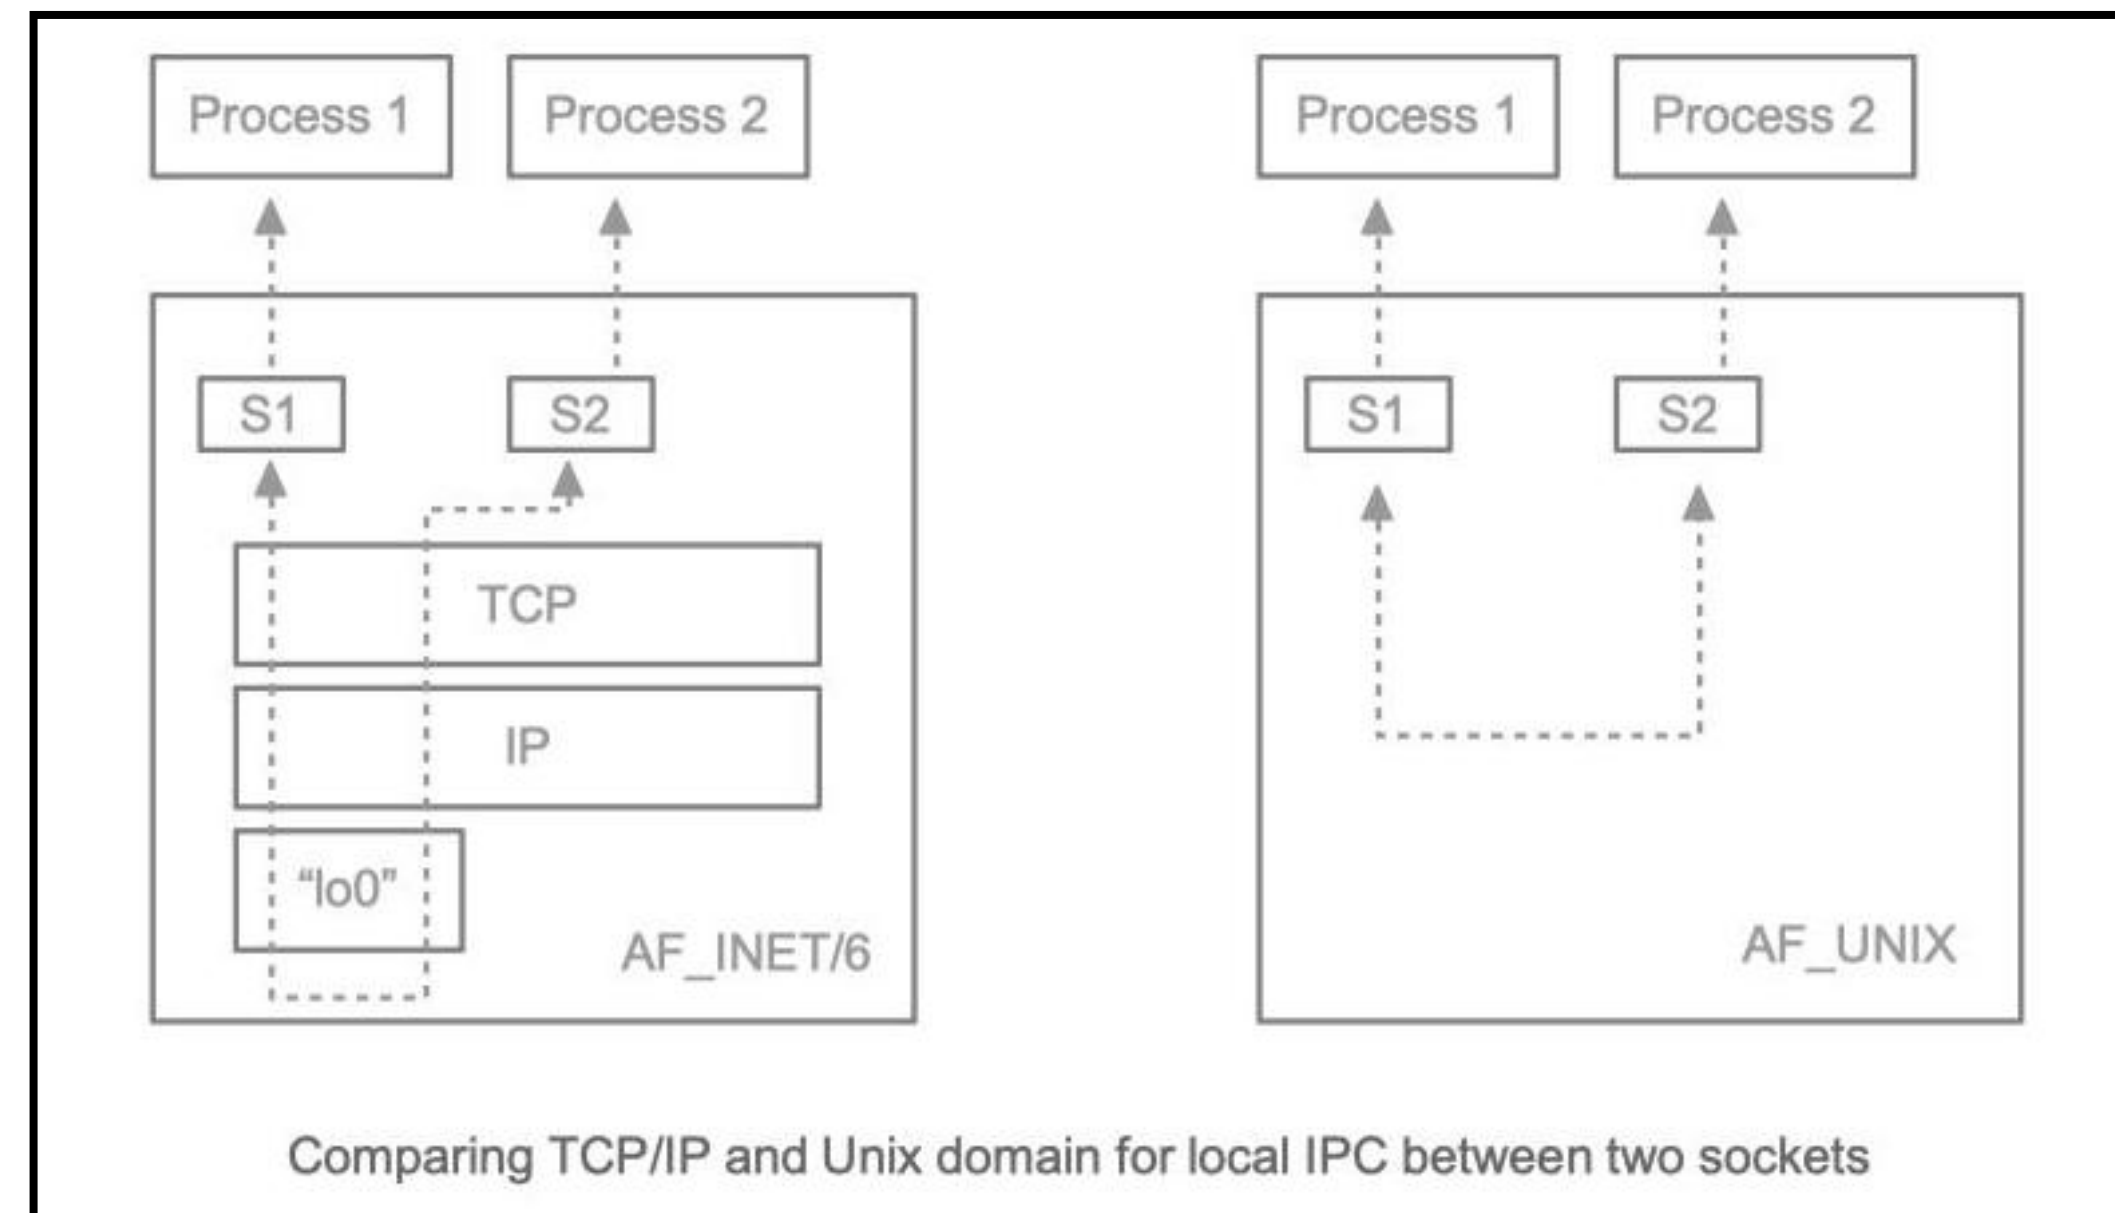 Process 1
Process 2
S1
S2
TCP
IP
“lo0”
AF_INET/6
Process 1
Process 2
S1
S2
AF_UNIX
Comparing TCP/IP and Unix domain for local IPC between two sockets